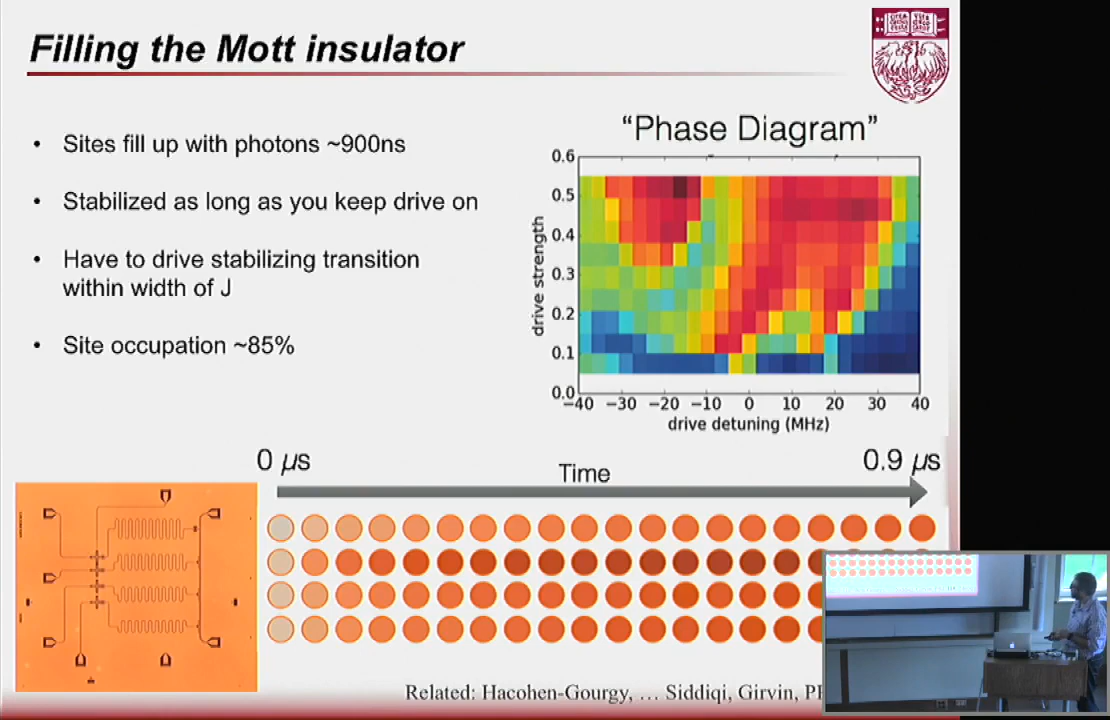 Filling the Mott insulator
• Sites fill up with photons ~900ns
• Stabilized as long as you keep drive on
• Have to drive stabilizing transition
within width of J
• Site occupation ~85%
“Phase Diagram”
0.6
0.5
0.4
0.3
0.2
0.1
0.0
drive strength
−40 −30 −20 −10 0 10 20 30 40
drive detuning (MHz)
0 µs
Time
0.9 µs
Related: Hacohen-Gourgy, … Siddiqi, Girvin,